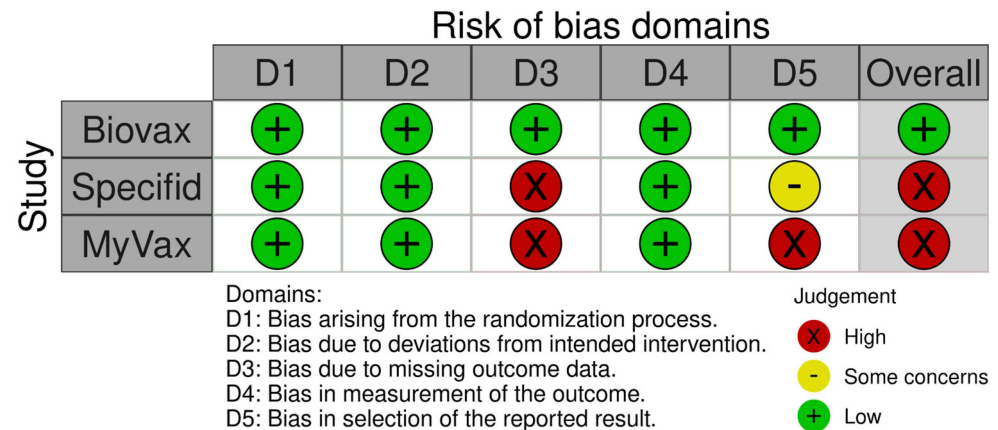 Risk of bias domains
D1 D2 D3 D4 D5 Overall
Study
Biovax + + + + + +
Specifid + + X + - X
MyVax + + X + X X
Domains:
D1: Bias arising from the randomization process.
D2: Bias due to deviations from intended intervention.
D3: Bias due to missing outcome data.
D4: Bias in measurement of the outcome.
D5: Bias in selection of the reported result.
Judgement
X High
- Some concerns
+ Low